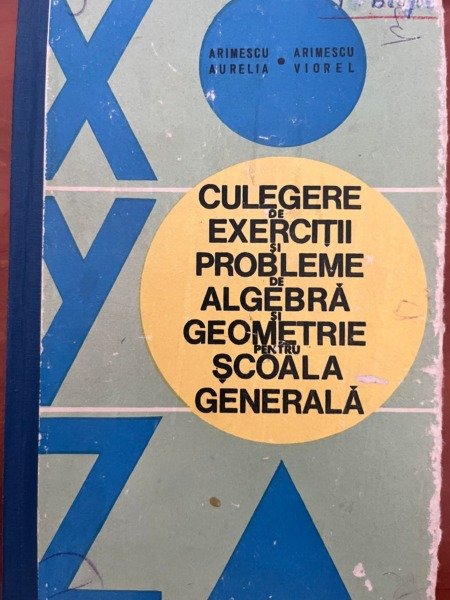 ARIMESCU ARIMESCU
AURELIA • VIOREL
X
CULEGERE
DE
EXERCIȚII
ȘI
PROBLEME
DE
ALGEBRĂ
ȘI
GEOMETRIE
PENTRU
ȘCOALA
GENERALĂ
Y
Z